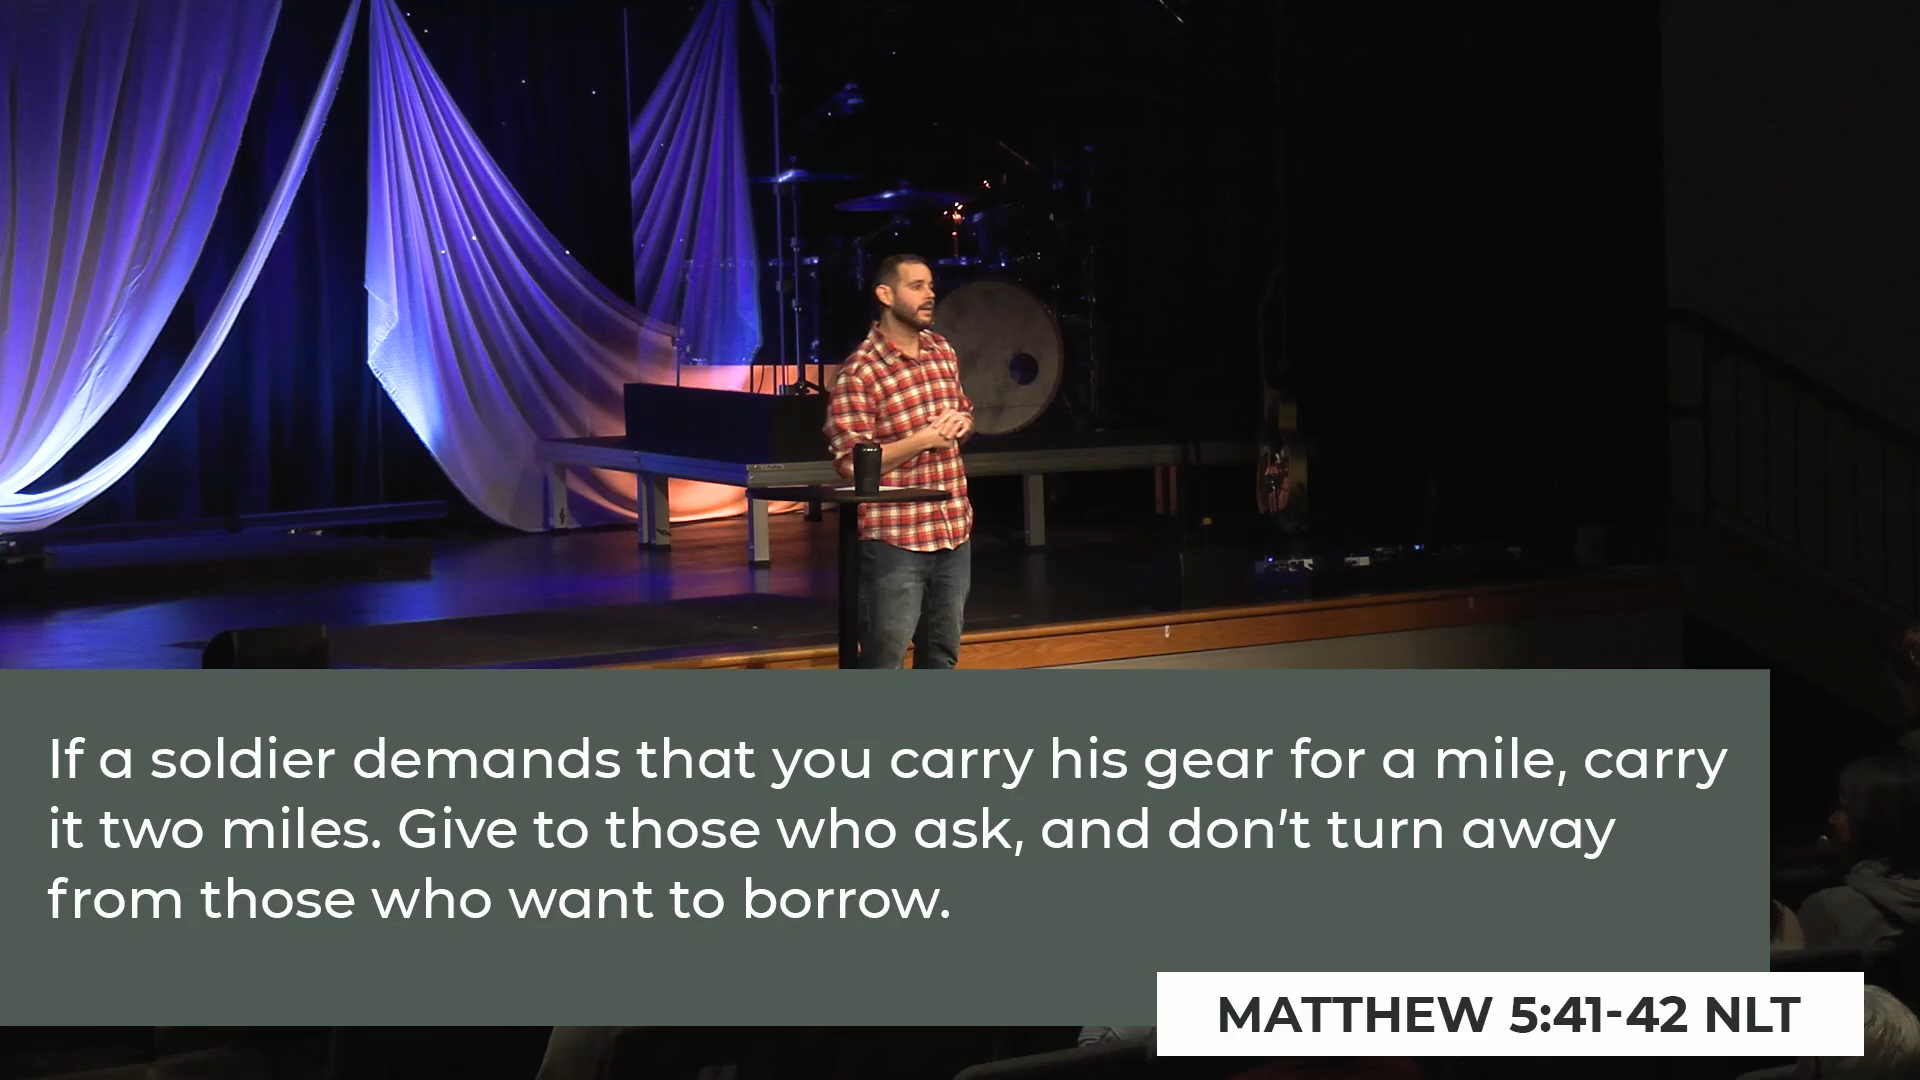 If a soldier demands that you carry his gear for a mile, carry
it two miles. Give to those who ask, and don’t turn away
from those who want to borrow.
MATTHEW 5:41-42 NLT